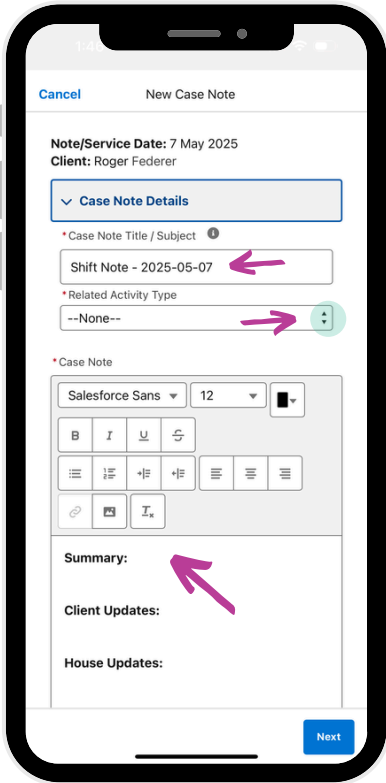 1:48
Cancel New Case Note
Note/Service Date: 7 May 2025
Client: Roger Federer
Case Note Details
*Case Note Title / Subject i
Shift Note - 2025-05-07
*Related Activity Type
--None--
*Case Note
Salesforce Sans 12
B I U S
Summary:
Client Updates:
House Updates:
Next